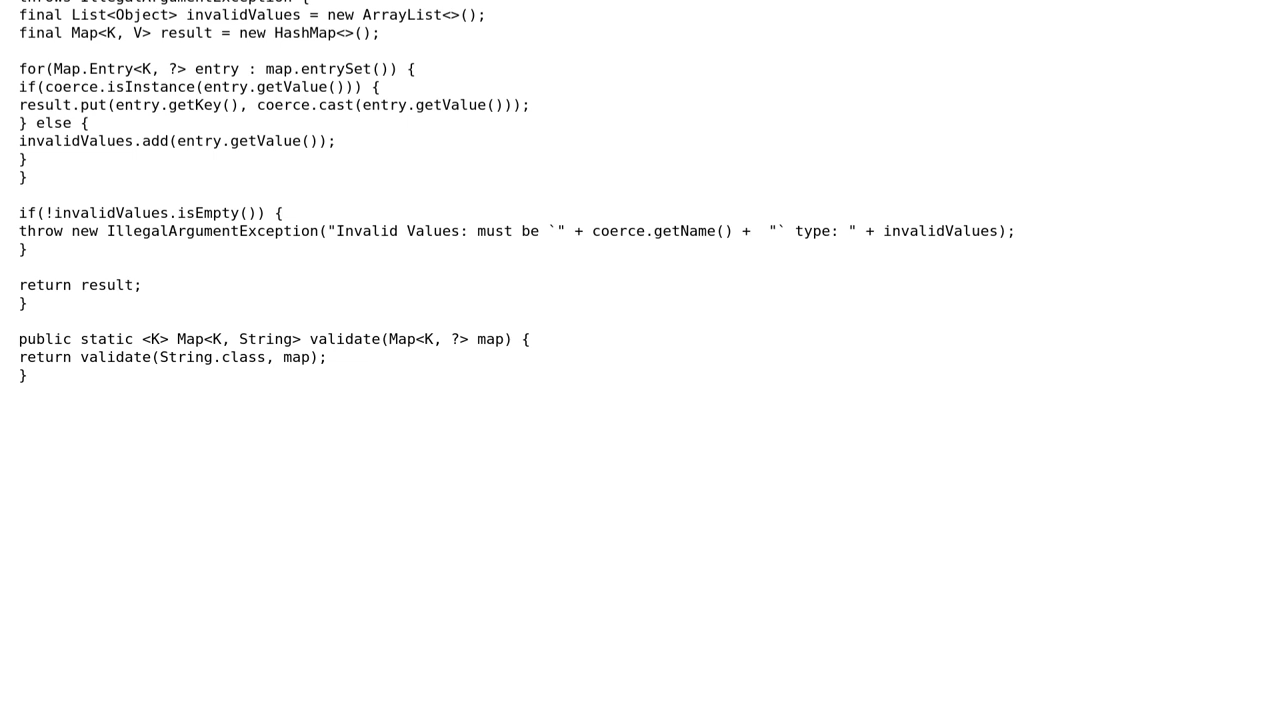 throws IllegalArgumentException {
final List<Object> invalidValues = new ArrayList<>();
final Map<K, V> result = new HashMap<>();

for(Map.Entry<K, ?> entry : map.entrySet()) {
if(coerce.isInstance(entry.getValue())) {
result.put(entry.getKey(), coerce.cast(entry.getValue()));
} else {
invalidValues.add(entry.getValue());
}
}

if(!invalidValues.isEmpty()) {
throw new IllegalArgumentException("Invalid Values: must be `" + coerce.getName() +  "` type: " + invalidValues);
}

return result;
}

public static <K> Map<K, String> validate(Map<K, ?> map) {
return validate(String.class, map);
}